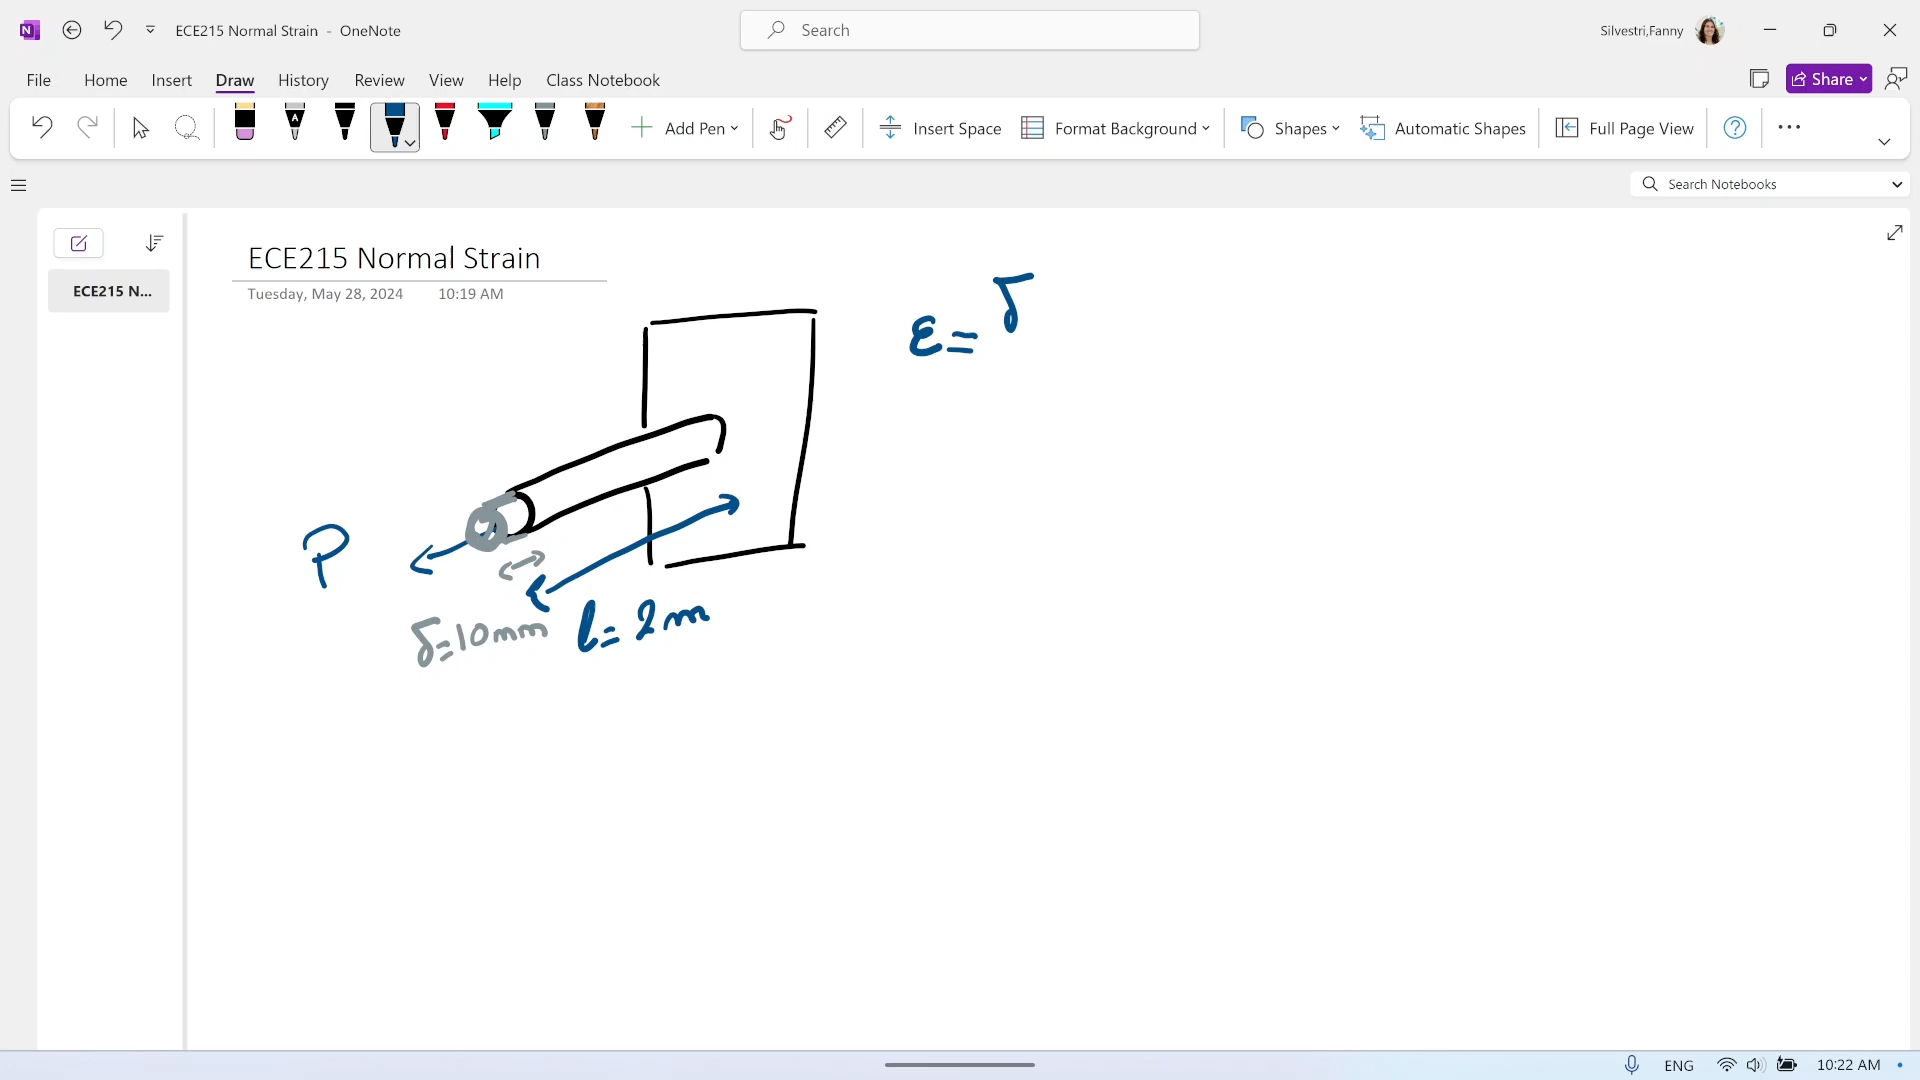 ECE215 Normal Strain - OneNote
Search
Silvestri,Fanny
File Home Insert Draw History Review View Help Class Notebook
Share
Add Pen Insert Space Format Background Shapes Automatic Shapes Full Page View
Search Notebooks
ECE215 N...
ECE215 Normal Strain
Tuesday, May 28, 2024 10:19 AM
ε = δ
P
δ=10mm l= 2m
ENG 10:22 AM